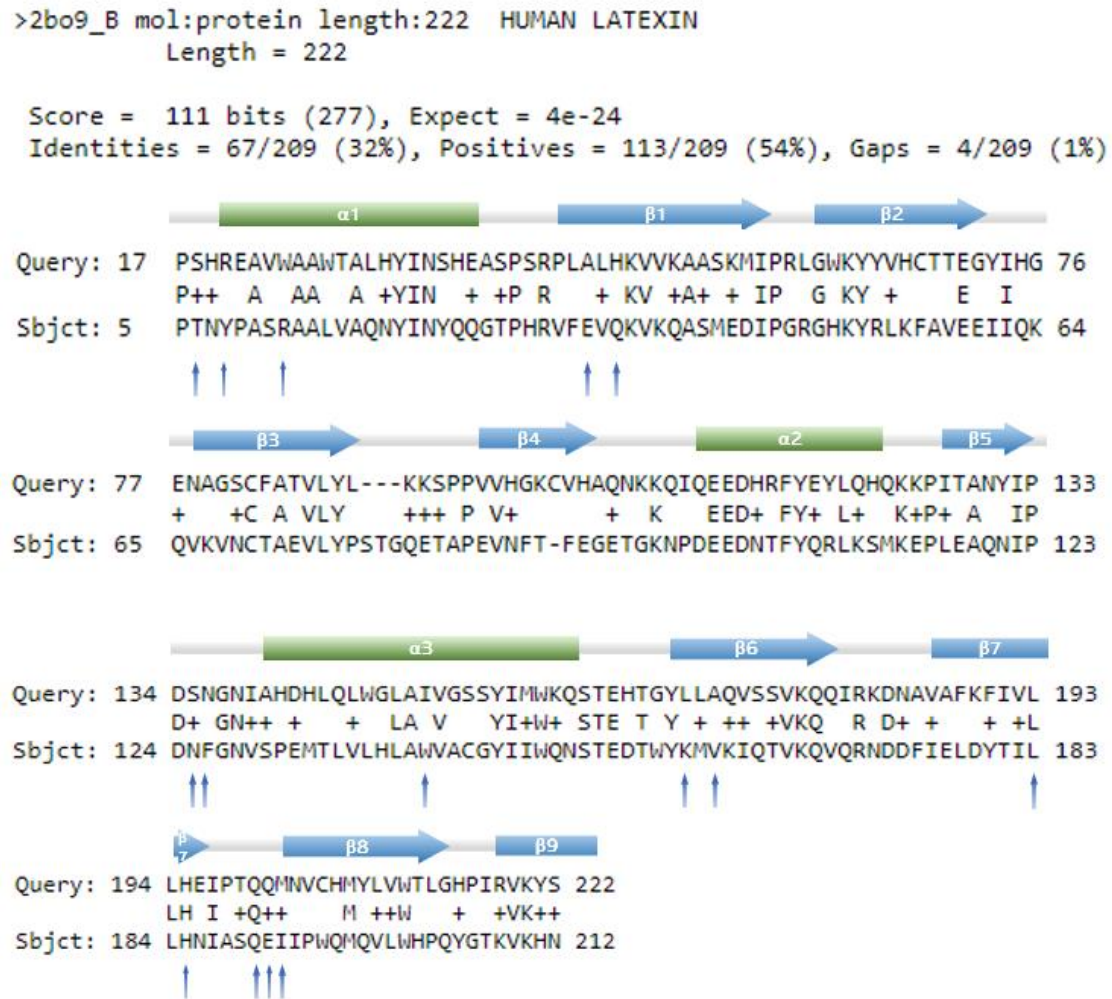 >2bo9_B mol:protein length:222 HUMAN LATEXIN
Length = 222
Score = 111 bits (277), Expect = 4e-24
Identities = 67/209 (32%), Positives = 113/209 (54%), Gaps = 4/209 (1%)
α1 β1 β2
Query: 17 PSHREAVWAAWTALHYINSHEASPSRPLALHKVVKAASKMIPRLGWKYYVHCTTEGYIHG 76
P++ A AA A +YIN + +P R + KV +A+ + IP G KY + E I
Sbjct: 5 PTNYPASRAALVAQNYINYQQGTPHRVFEVQKVKQASMEDIPGRGHKYRLKFAVEEIIQK 64
β3 β4 α2 β5
Query: 77 ENAGSCFATVLYL---KKSPPVVHGKCVHAQNKKQIQEEDHRFYEYLQHQKKPITANYIP 133
+ +C A VLY +++ P V+ + K EED+ FY+ L+ K+P+ A IP
Sbjct: 65 QVKVNCTAEVLYPSTGQETAPEVNFT-FEGETGKNPDEEDNTFYQRLKSMKEPLEAQNIP 123
α3 β6 β7
Query: 134 DSNGNIAHDHLQLWGLAIVGSSYIMWKQSTEHTGYLLAQVSSVKQQIRKDNAVAFKFIVL 193
D+ GN++ + + LA V YI+W+ STE T Y + ++ +VKQ R D+ + + +L
Sbjct: 124 DNFGNVSPEMTLVLHLAWVACGYIIWQNSTEDTWYKMVKIQTVKQVQRNDDFIELDYTIL 183
β7 β8 β9
Query: 194 LHEIPTQQMNVCHMYLVWTLGHPIRVKYS 222
LH I +Q++ M ++W + +VK++
Sbjct: 184 LHNIASQEIIPWQMQVLWHPQYGTKVKHN 212